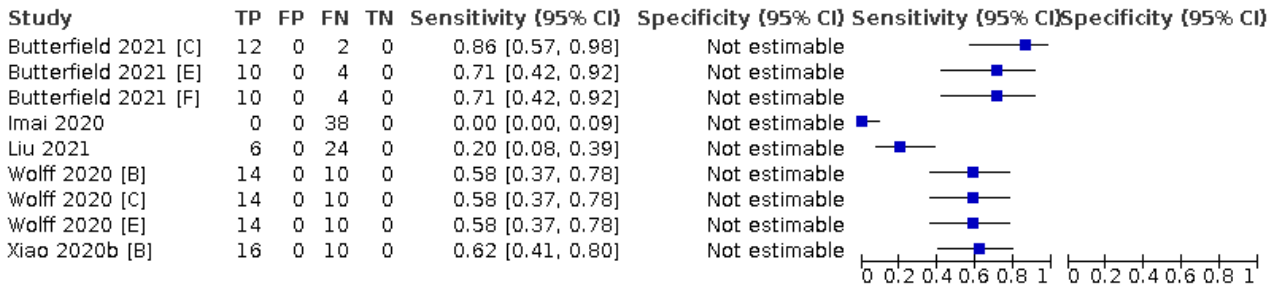 Study TP FP FN TN Sensitivity (95% CI) Specificity (95% CI) Sensitivity (95% CI) Specificity (95% CI)
Butterfield 2021 [C] 12 0 2 0 0.86 [0.57, 0.98] Not estimable
Butterfield 2021 [E] 10 0 4 0 0.71 [0.42, 0.92] Not estimable
Butterfield 2021 [F] 10 0 4 0 0.71 [0.42, 0.92] Not estimable
Imai 2020 0 0 38 0 0.00 [0.00, 0.09] Not estimable
Liu 2021 6 0 24 0 0.20 [0.08, 0.39] Not estimable
Wolff 2020 [B] 14 0 10 0 0.58 [0.37, 0.78] Not estimable
Wolff 2020 [C] 14 0 10 0 0.58 [0.37, 0.78] Not estimable
Wolff 2020 [E] 14 0 10 0 0.58 [0.37, 0.78] Not estimable
Xiao 2020b [B] 16 0 10 0 0.62 [0.41, 0.80] Not estimable
0 0.2 0.4 0.6 0.8 1 0 0.2 0.4 0.6 0.8 1